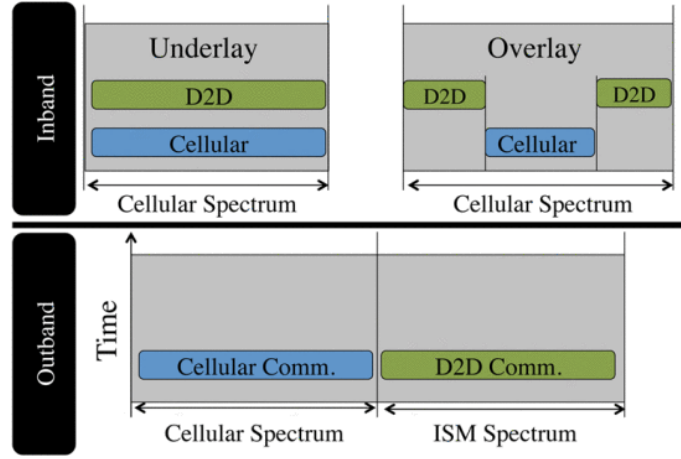 Inband
Underlay
D2D
Cellular
Cellular Spectrum
Overlay
D2D
D2D
Cellular
Cellular Spectrum
Outband
Time
Cellular Comm.
D2D Comm.
Cellular Spectrum
ISM Spectrum